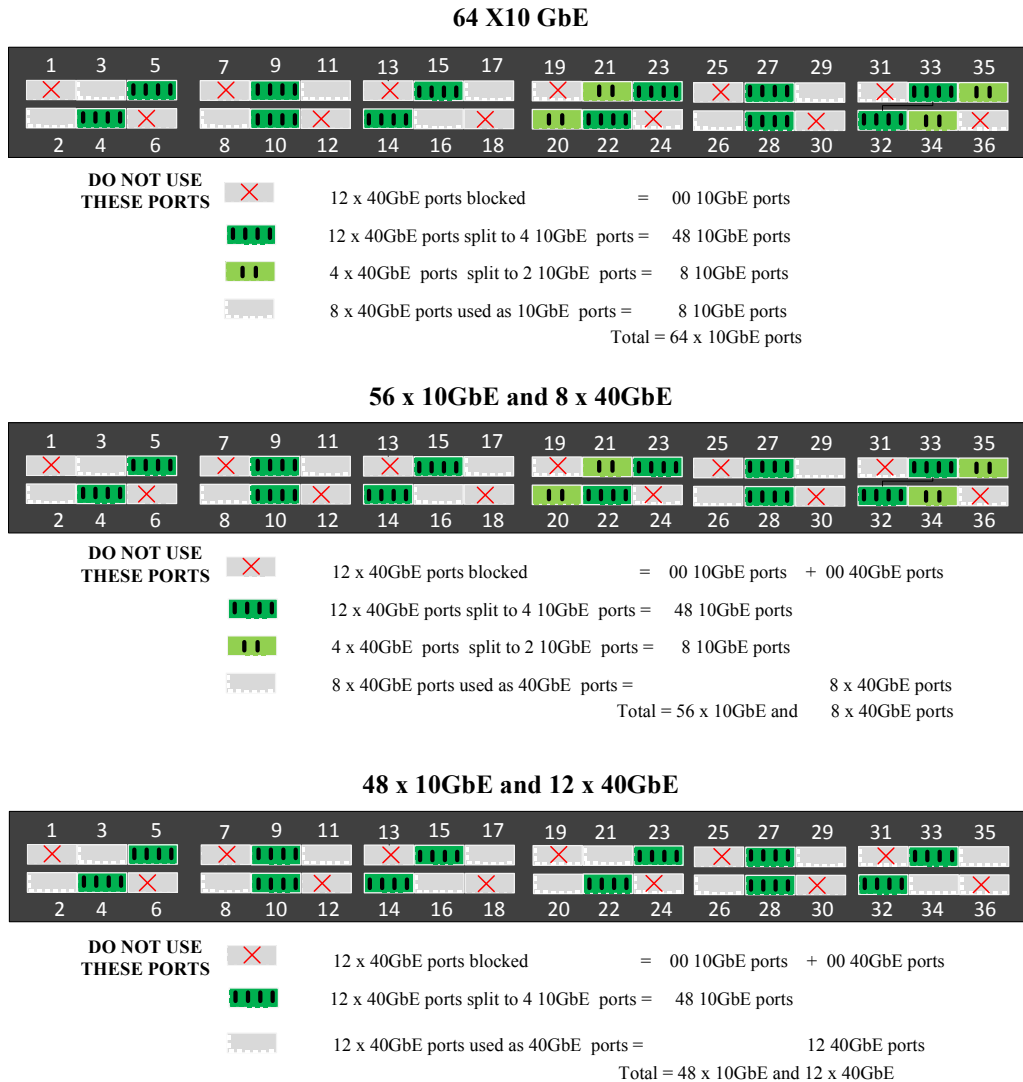 64 X10 GbE
1 3 5 7 9 11 13 15 17 19 21 23 25 27 29 31 33 35
2 4 6 8 10 12 14 16 18 20 22 24 26 28 30 32 34 36
DO NOT USE
THESE PORTS
12 x 40GbE ports blocked = 00 10GbE ports
12 x 40GbE ports split to 4 10GbE ports = 48 10GbE ports
4 x 40GbE ports split to 2 10GbE ports = 8 10GbE ports
8 x 40GbE ports used as 10GbE ports = 8 10GbE ports
Total = 64 x 10GbE ports
56 x 10GbE and 8 x 40GbE
1 3 5 7 9 11 13 15 17 19 21 23 25 27 29 31 33 35
2 4 6 8 10 12 14 16 18 20 22 24 26 28 30 32 34 36
DO NOT USE
THESE PORTS
12 x 40GbE ports blocked = 00 10GbE ports + 00 40GbE ports
12 x 40GbE ports split to 4 10GbE ports = 48 10GbE ports
4 x 40GbE ports split to 2 10GbE ports = 8 10GbE ports
8 x 40GbE ports used as 40GbE ports = 8 x 40GbE ports
Total = 56 x 10GbE and 8 x 40GbE ports
48 x 10GbE and 12 x 40GbE
1 3 5 7 9 11 13 15 17 19 21 23 25 27 29 31 33 35
2 4 6 8 10 12 14 16 18 20 22 24 26 28 30 32 34 36
DO NOT USE
THESE PORTS
12 x 40GbE ports blocked = 00 10GbE ports + 00 40GbE ports
12 x 40GbE ports split to 4 10GbE ports = 48 10GbE ports
12 x 40GbE ports used as 40GbE ports = 12 40GbE ports
Total = 48 x 10GbE and 12 x 40GbE